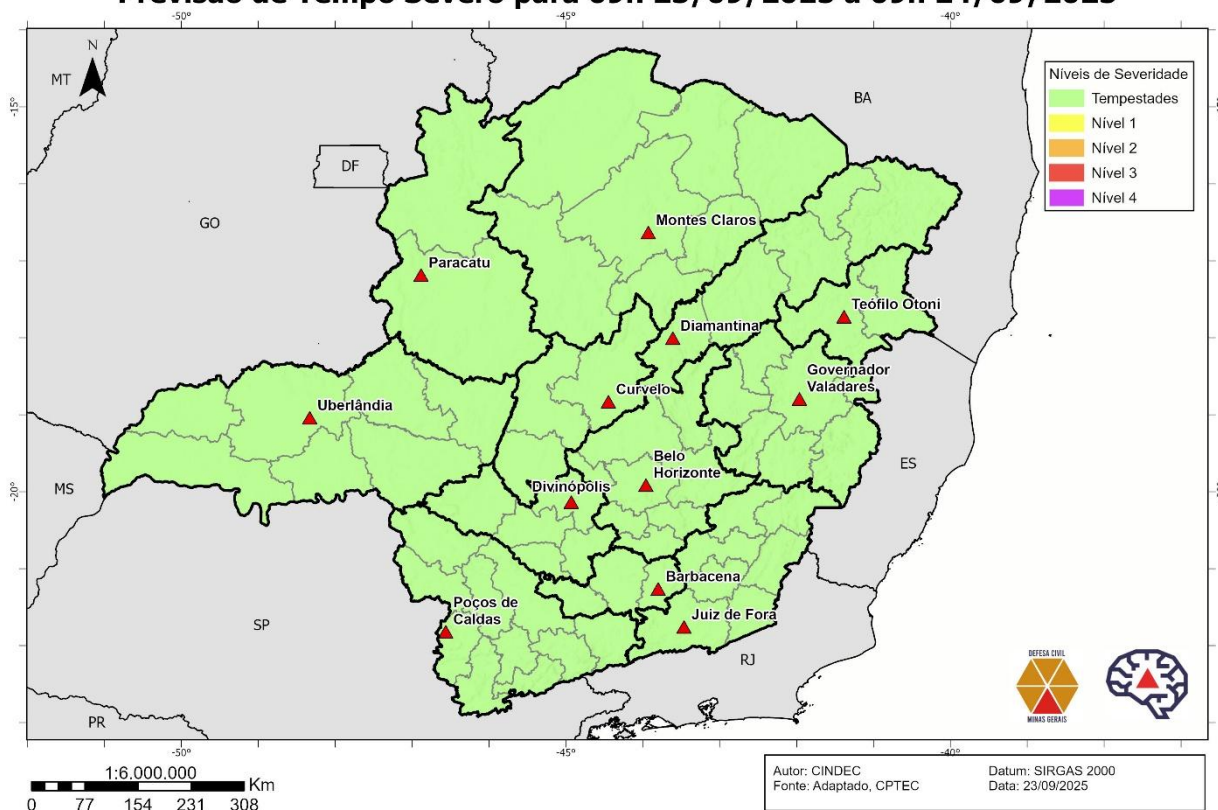 Previsão de Tempo Severo para 09h 23/09/2025 a 09h 24/09/2025
-50°
-45°
-40°
N
MT
-15°
BA
Níveis de Severidade
Tempestades
Nível 1
Nível 2
Nível 3
Nível 4
DF
GO
Montes Claros
Paracatu
Teófilo Otoni
Diamantina
Governador
Valadares
Curvelo
Uberlândia
Belo
Horizonte
ES
MS
-20°
Divinópolis
Barbacena
Poços de
Caldas
Juiz de Fora
SP
RJ
DEFESA CIVIL
MINAS GERAIS
PR
-50°
-45°
-40°
1:6.000.000
Km
0 77 154 231 308
Autor: CINDEC
Fonte: Adaptado, CPTEC
Datum: SIRGAS 2000
Data: 23/09/2025